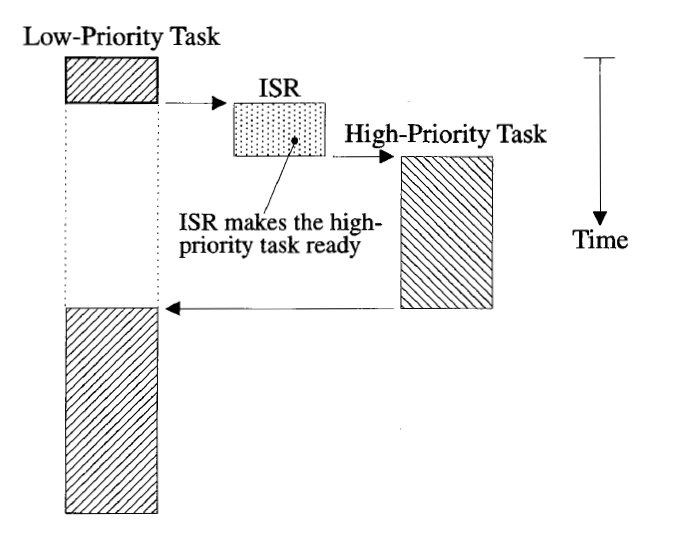 Low-Priority Task
ISR
High-Priority Task
ISR makes the high-
priority task ready
Time